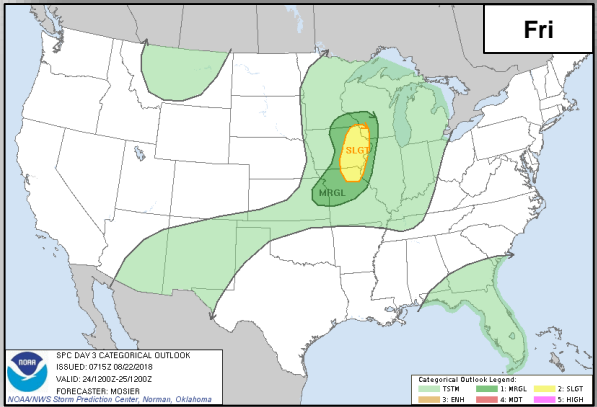 Fri
SLGT
MRGL
NOAA
SPC DAY 3 CATEGORICAL OUTLOOK
ISSUED: 0715Z 08/22/2018
VALID: 24/1200Z-25/1200Z
FORECASTER: MOSIER
NOAA/NWS Storm Prediction Center, Norman, Oklahoma
Categorical Outlook Legend:
TSTM 1: MRGL 2: SLGT
3: ENH 4: MDT 5: HIGH